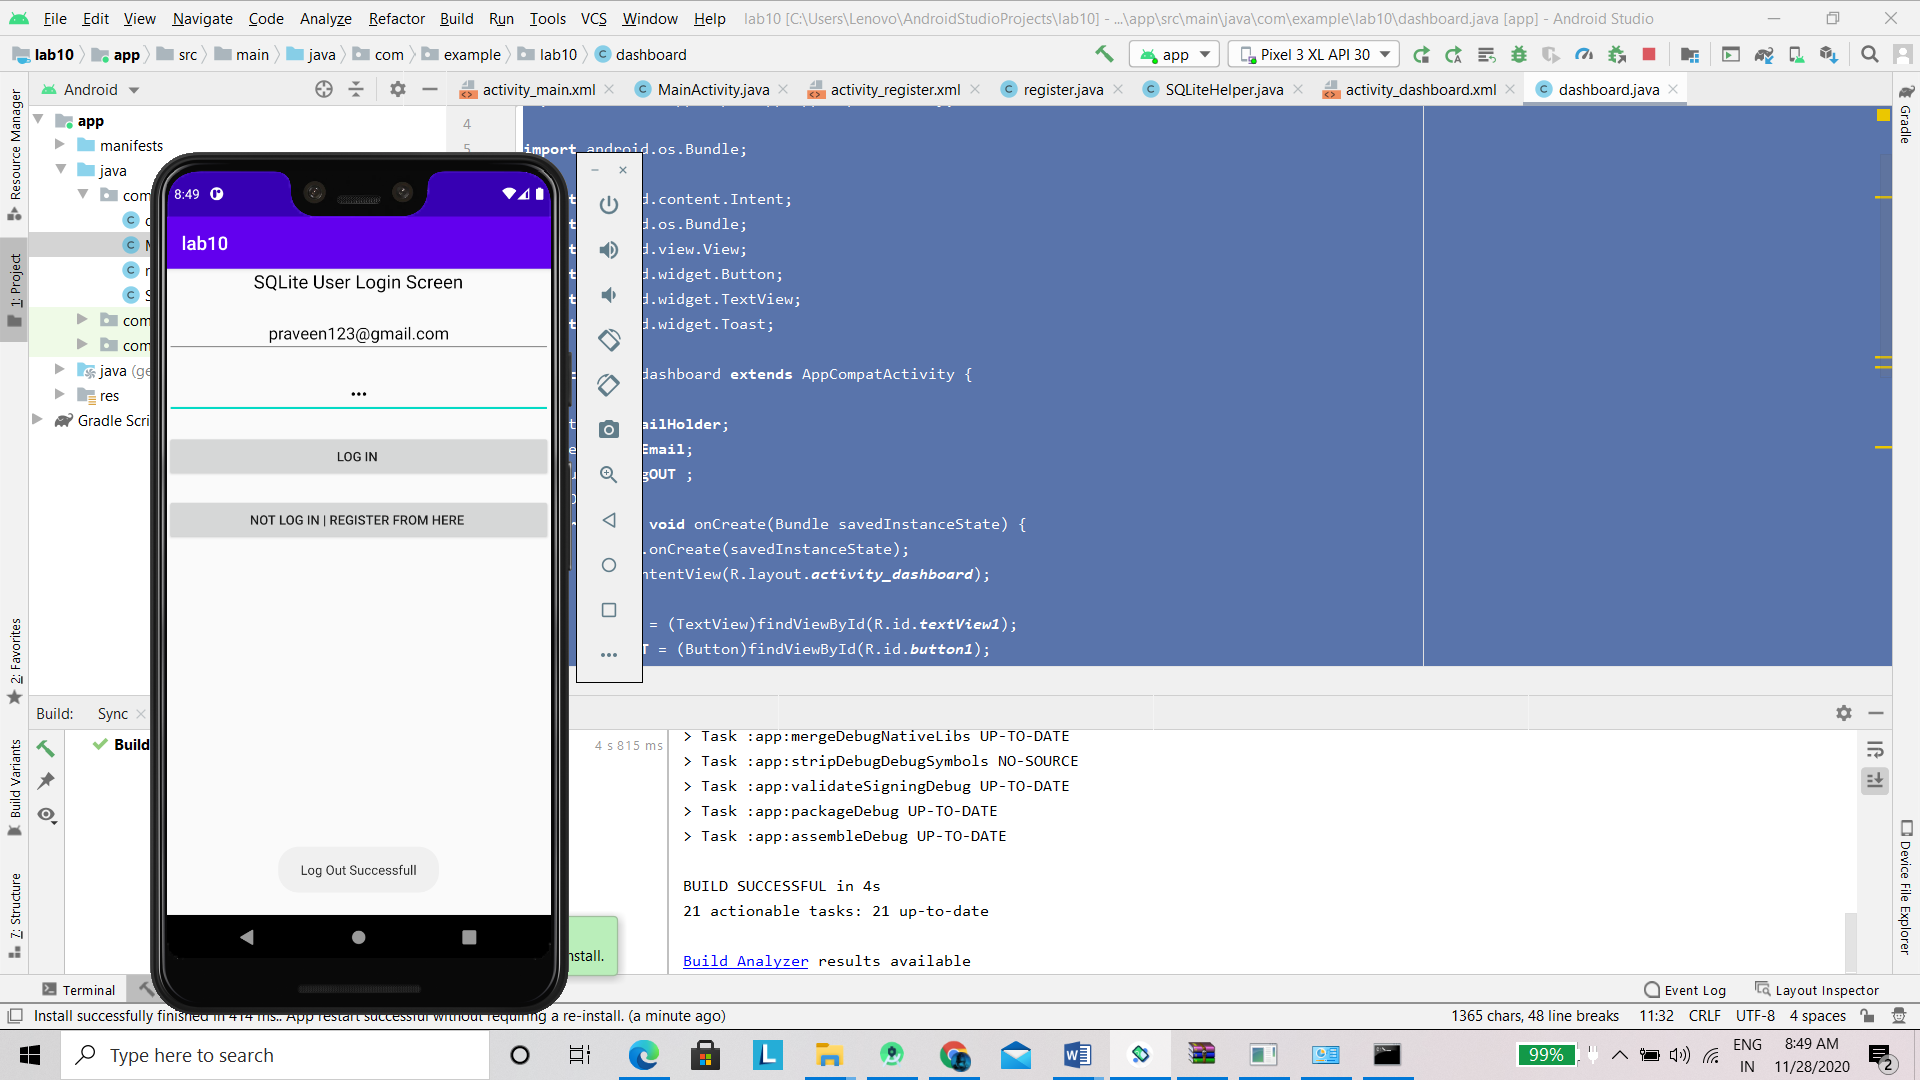 File Edit View Navigate Code Analyze Refactor Build Run Tools VCS Window Help lab10 [C:\Users\Lenovo\AndroidStudioProjects\lab10] - ...\app\src\main\java\com\example\lab10\dashboard.java [app] - Android Studio
lab10 app src main java com example lab10 dashboard app Pixel 3 XL API 30
Android activity_main.xml MainActivity.java activity_register.xml register.java SQLiteHelper.java activity_dashboard.xml dashboard.java
Resource Manager
1: Project
2: Favorites
Build Variants
7: Structure
Gradle
Device File Explorer
app
manifests
java
com
com
com
java (ge
res
Gradle Scri
4
5
import android.os.Bundle;
t d.content.Intent;
t d.os.Bundle;
t d.view.View;
t d.widget.Button;
t d.widget.TextView;
t d.widget.Toast;
dashboard extends AppCompatActivity {
ailHolder;
Email;
gOUT ;
void onCreate(Bundle savedInstanceState) {
.onCreate(savedInstanceState);
ntentView(R.layout.activity_dashboard);
= (TextView)findViewById(R.id.textView1);
T = (Button)findViewById(R.id.button1);
8:49
lab10
SQLite User Login Screen
praveen123@gmail.com
•••
LOG IN
NOT LOG IN | REGISTER FROM HERE
Log Out Successfull
Build: Sync
Build
4 s 815 ms
> Task :app:mergeDebugNativeLibs UP-TO-DATE
> Task :app:stripDebugDebugSymbols NO-SOURCE
> Task :app:validateSigningDebug UP-TO-DATE
> Task :app:packageDebug UP-TO-DATE
> Task :app:assembleDebug UP-TO-DATE
BUILD SUCCESSFUL in 4s
21 actionable tasks: 21 up-to-date
Build Analyzer results available
nstall.
Terminal Event Log Layout Inspector
Install successfully finished in 414 ms.. App restart successful without requiring a re-install. (a minute ago) 1365 chars, 48 line breaks 11:32 CRLF UTF-8 4 spaces
Type here to search 99% ENG IN 8:49 AM 11/28/2020 2